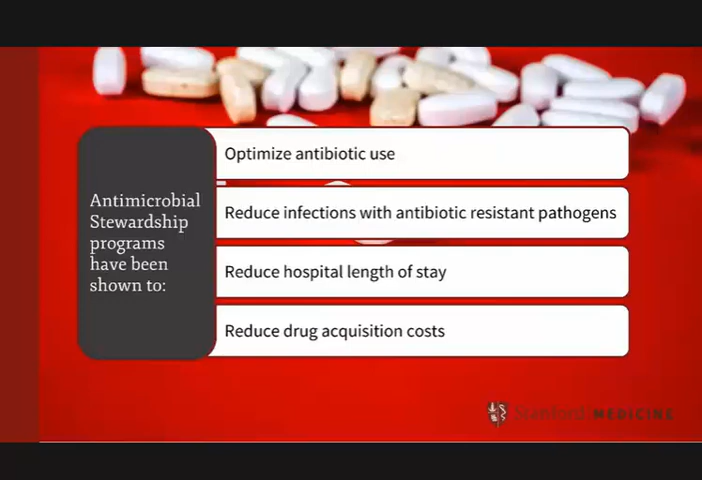 Antimicrobial
Stewardship
programs
have been
shown to:
Optimize antibiotic use
Reduce infections with antibiotic resistant pathogens
Reduce hospital length of stay
Reduce drug acquisition costs
Stanford MEDICINE